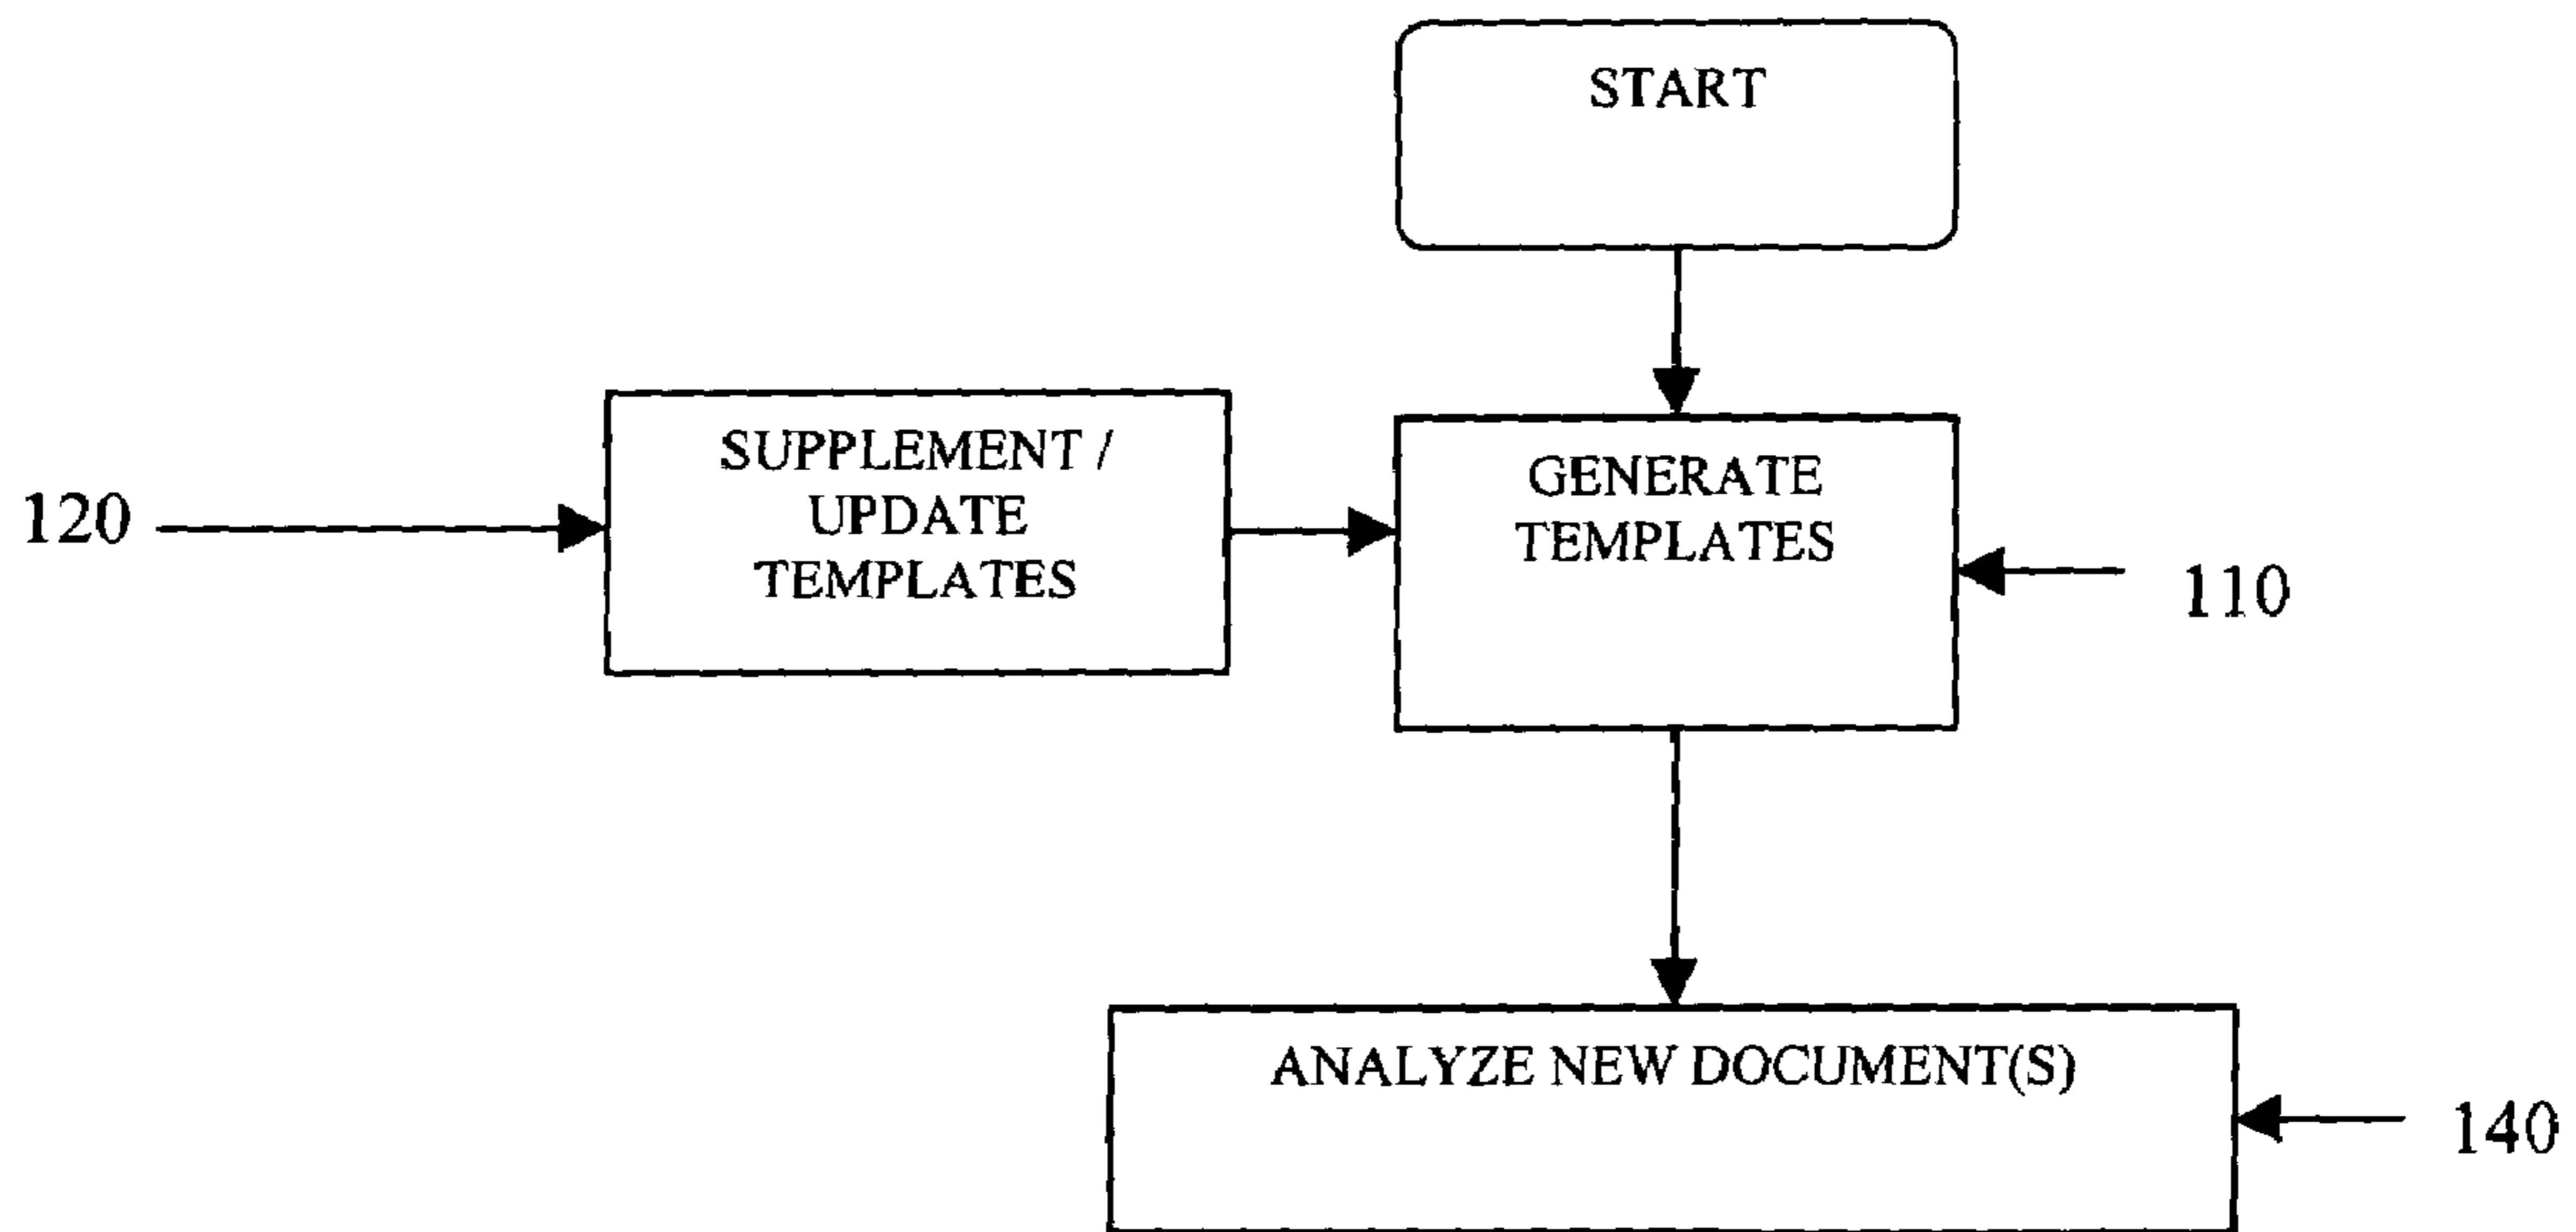 START
SUPPLEMENT /
UPDATE
TEMPLATES
120
GENERATE
TEMPLATES
110
ANALYZE NEW DOCUMENT(S)
140